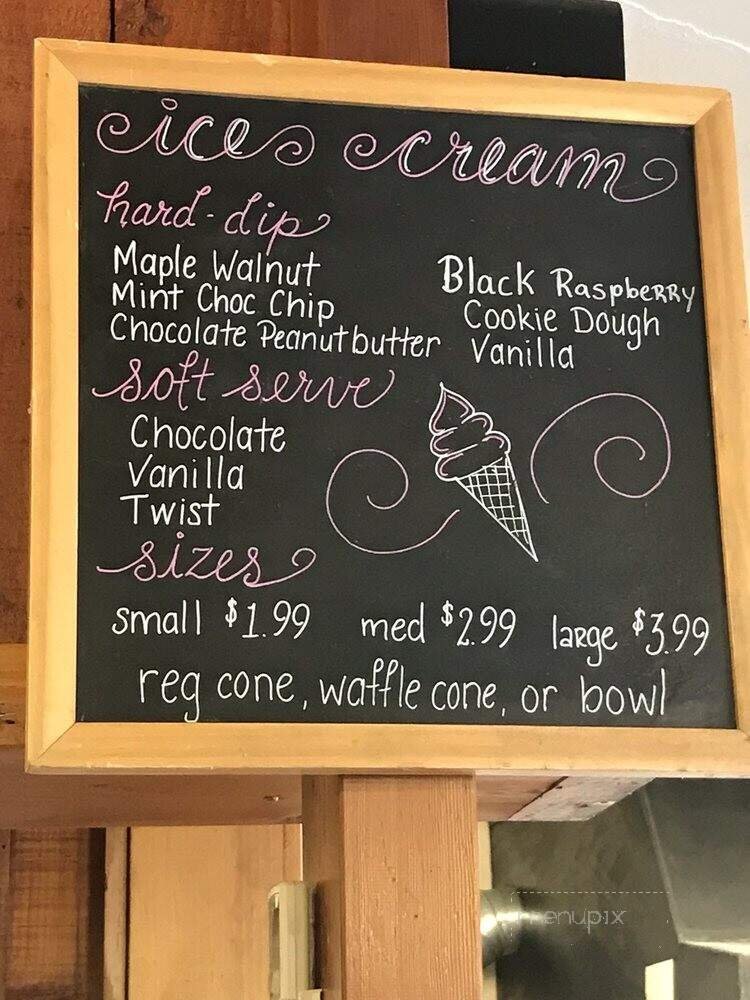 ice cream
hard-dip
Maple Walnut
Mint Choc Chip
Chocolate Peanutbutter
Black Raspberry
Cookie Dough
Vanilla
soft serve
Chocolate
Vanilla
Twist
sizes
small $1.99 med $2.99 large $3.99
reg cone, waffle cone, or bowl
menupix